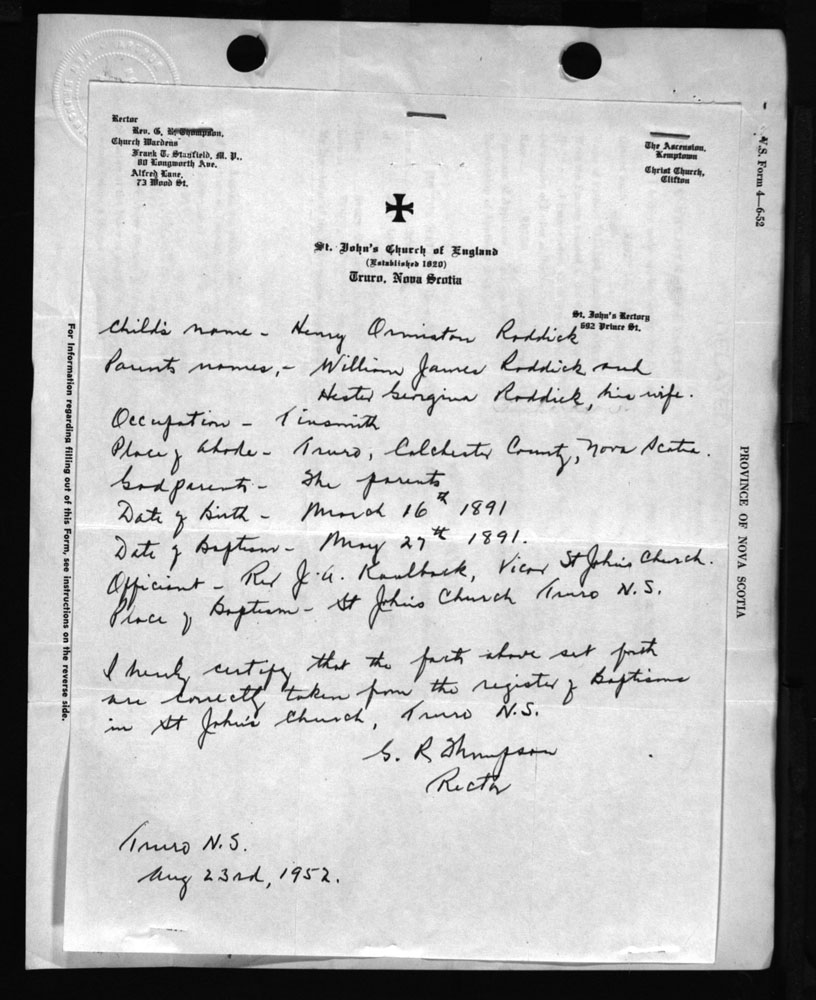 Rector
Rev. G. R. Thompson.
Church Wardens
Frank T. Stanfield, M. P.,
80 Longworth Ave.
Alfred Lane,
73 Wood St.
The Ascension,
Kemptown
Christ Church,
Clifton
V.S. Form 4—6-52
St. John's Church of England
(Established 1820)
Truro, Nova Scotia
St. John's Rectory
592 Prince St.
Child's name - Henry Ormiston Roddick
Parents names, - William James Roddick and
Hester Georgina Roddick, his wife.
Occupation - Tinsmith
Place of Abode - Truro, Colchester County, Nova Scotia.
Godparents - The parents
Date of Birth - March 16th 1891
Date of Baptism - May 27th 1891.
Officiant - Rev J. A. Kaulback, Vicar St John's Church.
Place of Baptism - St John's Church Truro N.S.
I hereby certify that the facts above set forth
are correctly taken from the register of Baptisms
in St John's Church, Truro N.S.
G. R. Thompson
Rector
Truro N.S.
Aug 23rd, 1952.
For Information regarding filling out of this Form, see instructions on the reverse side.
PROVINCE OF NOVA SCOTIA